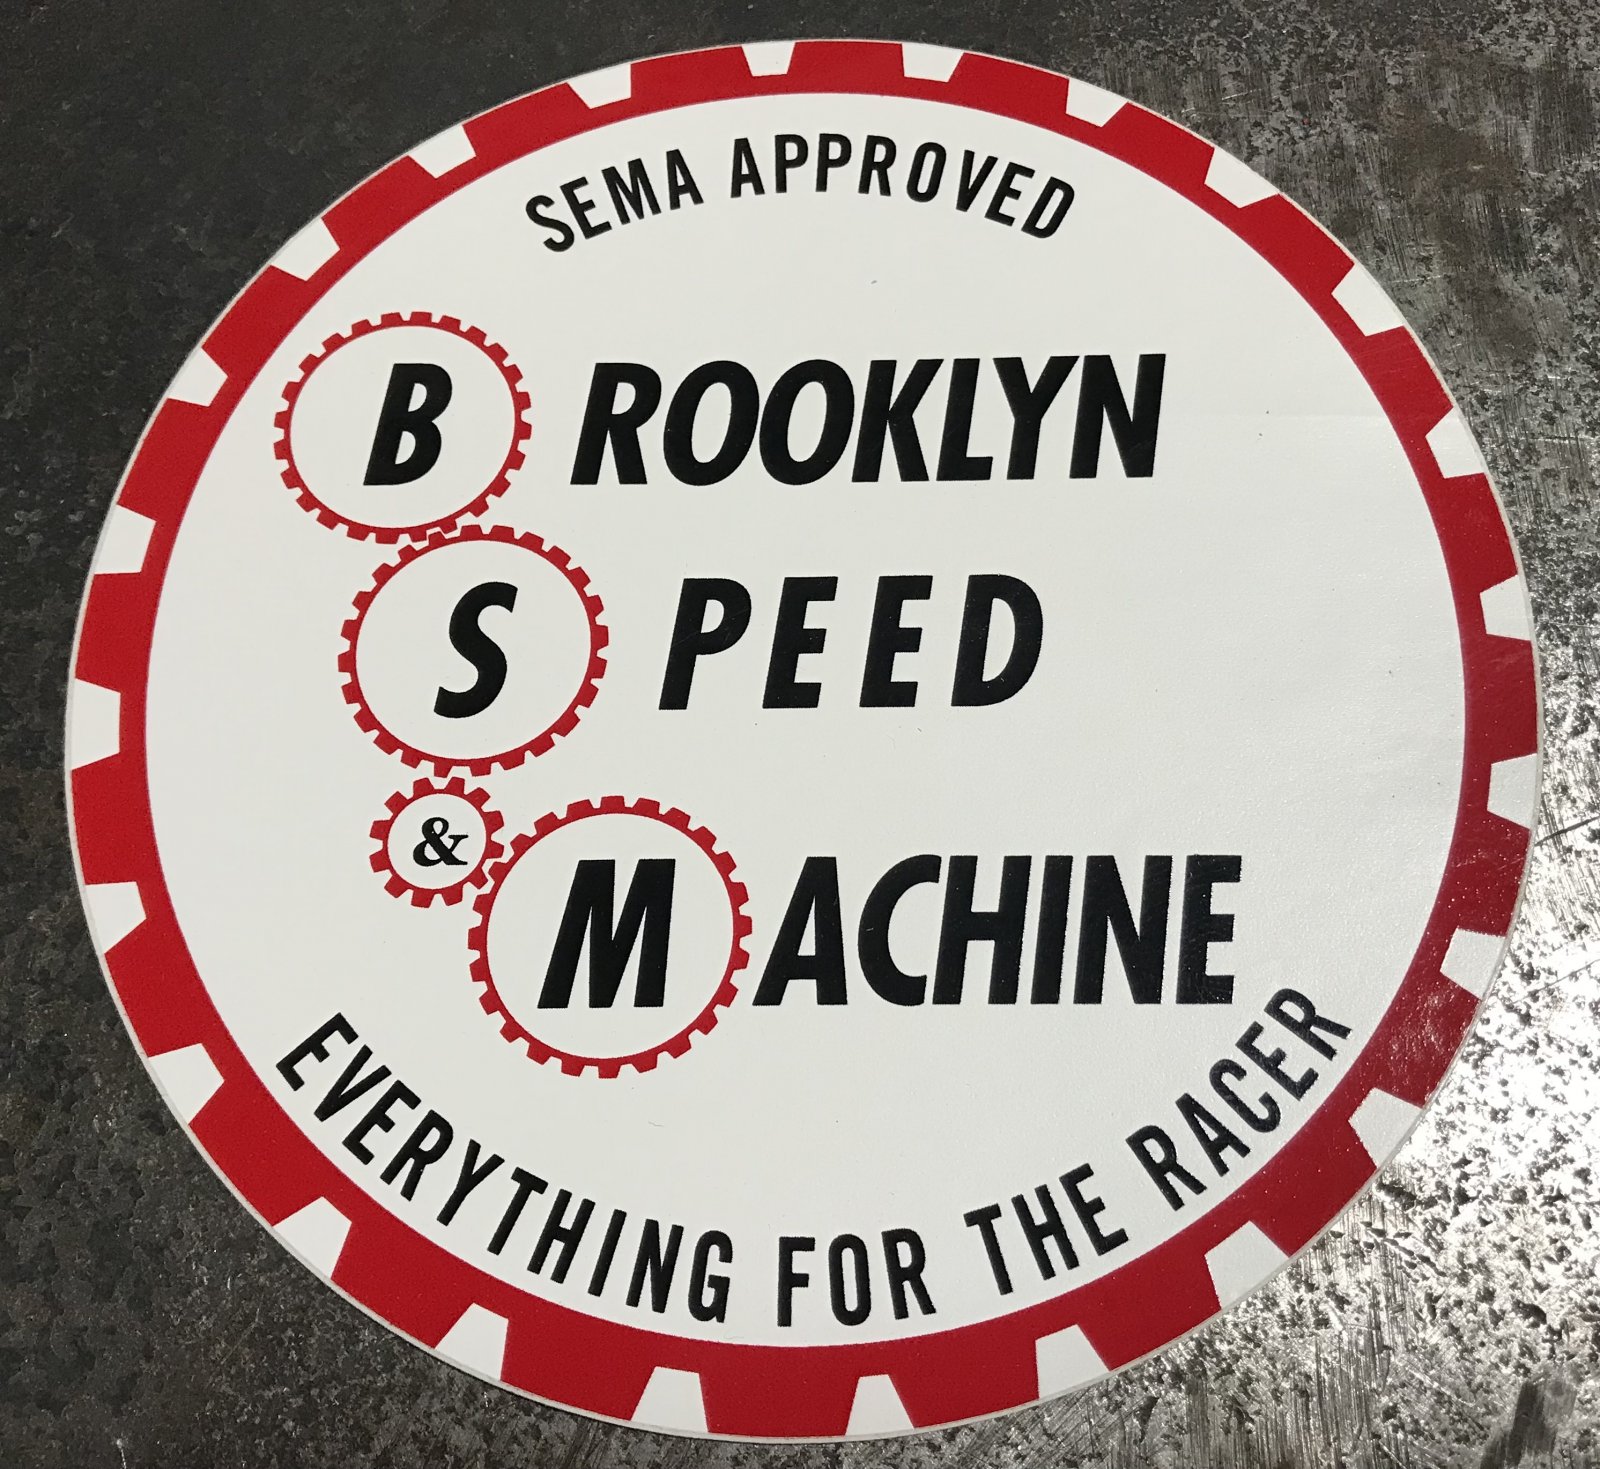 SEMA APPROVED
BROOKLYN
SPEED
& MACHINE
EVERYTHING FOR THE RACER